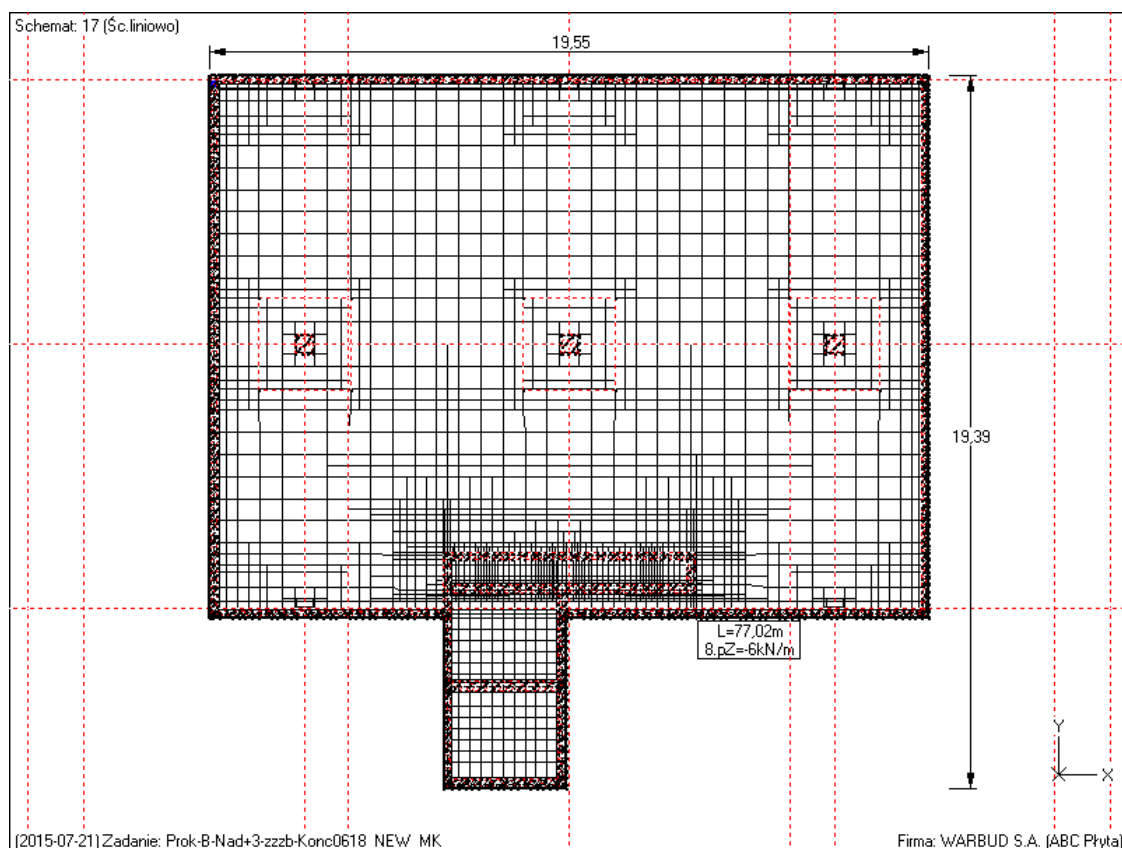 Schemat: 17 (Śc.liniowo)
19,55
19,39
L=77,02m
8.pZ=-6kN/m
Y
X
(2015-07-21) Zadanie: Prok-B-Nad+3-zzzb-Konc0618_NEW_MK
Firma: WARBUD S.A. (ABC Płyta)